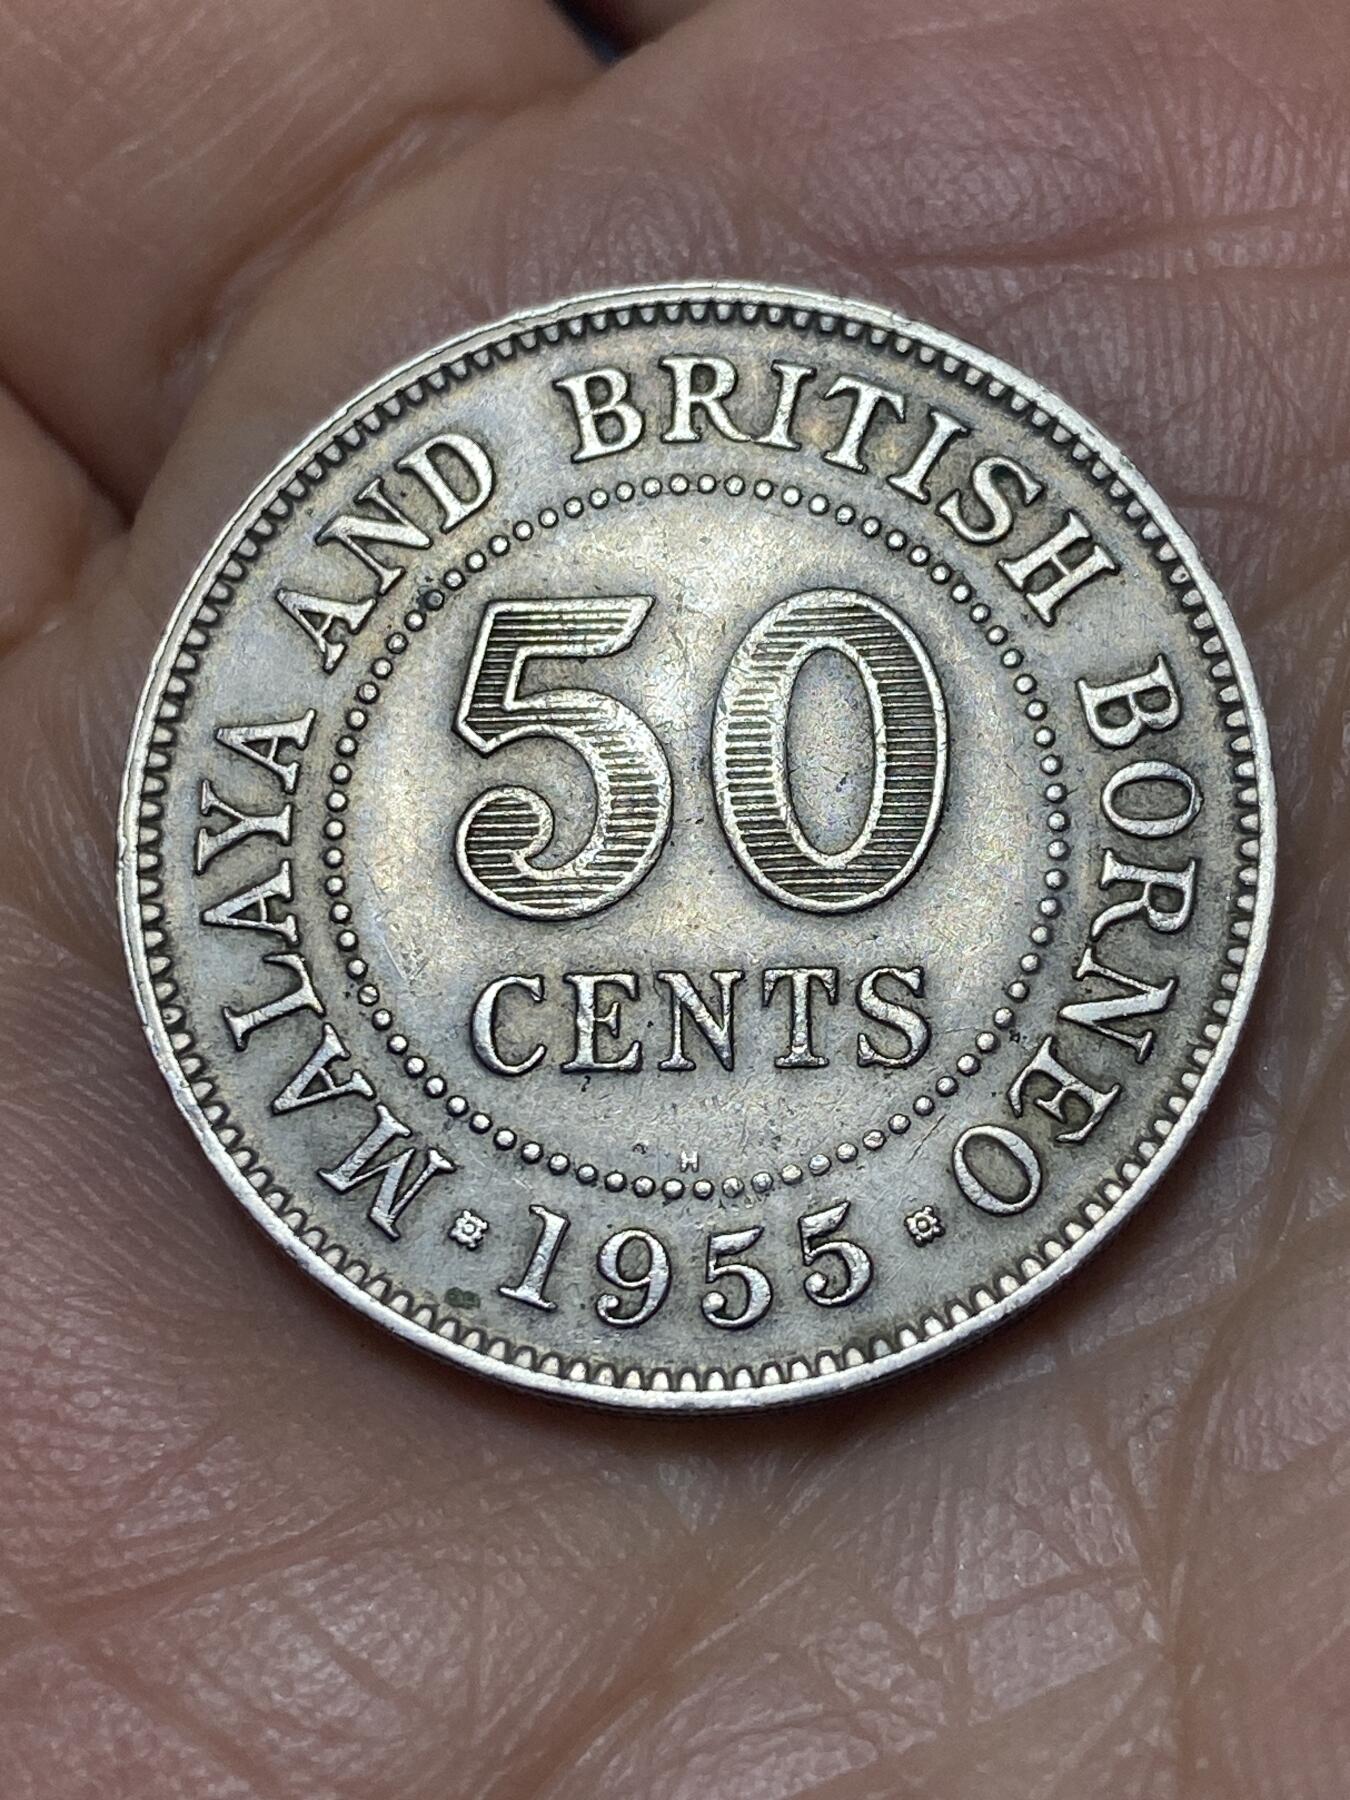 MALAYA AND BRITISH BORNEO
50
CENTS
H
1955